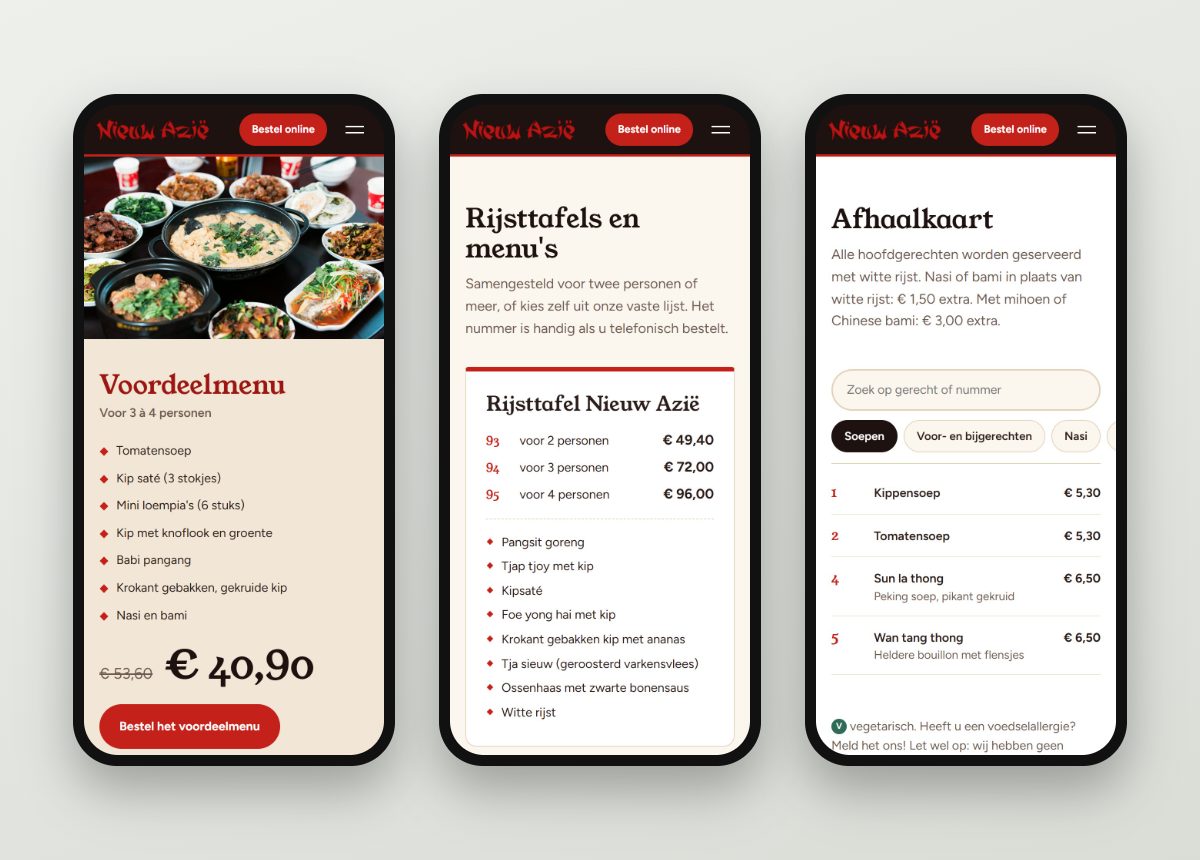 Nieuw Azië
Bestel online
Voordeelmenu
Voor 3 à 4 personen
Tomatensoep
Kip saté (3 stokjes)
Mini loempia's (6 stuks)
Kip met knoflook en groente
Babi pangang
Krokant gebakken, gekruide kip
Nasi en bami
€ 53,60 € 40,90
Bestel het voordeelmenu
Nieuw Azië
Bestel online
Rijsttafels en
menu's
Samengesteld voor twee personen of
meer, of kies zelf uit onze vaste lijst. Het
nummer is handig als u telefonisch bestelt.
Rijsttafel Nieuw Azië
93 voor 2 personen € 49,40
94 voor 3 personen € 72,00
95 voor 4 personen € 96,00
Pangsit goreng
Tjap tjoy met kip
Kipsaté
Foe yong hai met kip
Krokant gebakken kip met ananas
Tja sieuw (geroosterd varkensvlees)
Ossenhaas met zwarte bonensaus
Witte rijst
Nieuw Azië
Bestel online
Afhaalkaart
Alle hoofdgerechten worden geserveerd
met witte rijst. Nasi of bami in plaats van
witte rijst: € 1,50 extra. Met mihoen of
Chinese bami: € 3,00 extra.
Zoek op gerecht of nummer
Soepen Voor- en bijgerechten Nasi
1 Kippensoep € 5,30
2 Tomatensoep € 5,30
4 Sun la thong € 6,50
Peking soep, pikant gekruid
5 Wan tang thong € 6,50
Heldere bouillon met flensjes
V vegetarisch. Heeft u een voedselallergie?
Meld het ons! Let wel op: wij hebben geen